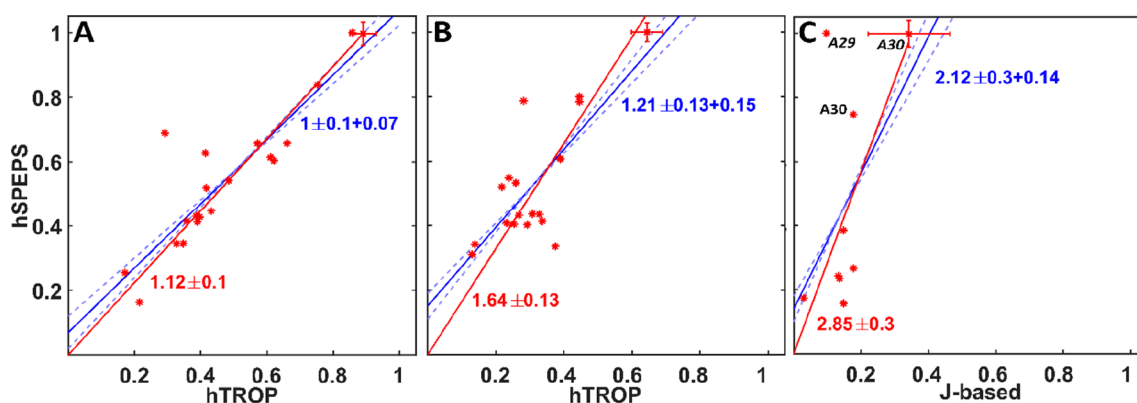 A
B
C
hSPEPS
1
0.8
0.6
0.4
0.2
1±0.1+0.07
1.12±0.1
0.2 0.4 0.6 0.8 1
hTROP
1.21±0.13+0.15
1.64±0.13
0.2 0.4 0.6 0.8 1
hTROP
A29
A30
A30
2.12±0.3+0.14
2.85±0.3
0.2 0.4 0.6 0.8 1
J-based